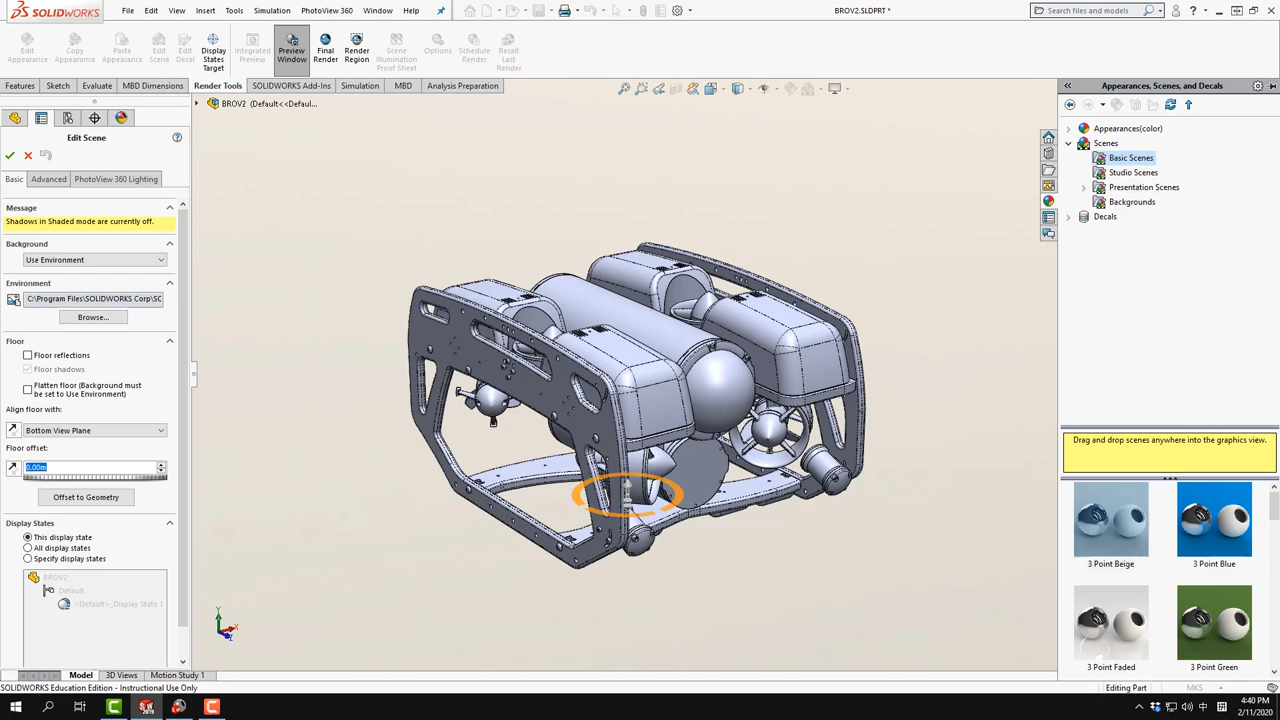 SOLIDWORKS File Edit View Insert Tools Simulation PhotoView 360 Window Help BROV2.SLDPRT * Search files and models
Edit Appearance Copy Appearance Paste Appearance Edit Scene Edit Decal Display States Target Integrated Preview Preview Window Final Render Render Region Scene Illumination Proof Sheet Options Schedule Render Recall Last Render
Features Sketch Evaluate MBD Dimensions Render Tools SOLIDWORKS Add-Ins Simulation MBD Analysis Preparation
Appearances, Scenes, and Decals
BROV2 (Default<<Defaul...
Edit Scene
Basic Advanced PhotoView 360 Lighting
Message
Shadows in Shaded mode are currently off.
Background
Use Environment
Environment
C:\Program Files\SOLIDWORKS Corp\SC
Browse...
Floor
Floor reflections
Floor shadows
Flatten floor (Background must
be set to Use Environment)
Align floor with:
Bottom View Plane
Floor offset:
0.00m
Offset to Geometry
Display States
This display state
All display states
Specify display states
BROV2
Default
<Default>_Display State 1
Y
X
Z
Appearances(color)
Scenes
Basic Scenes
Studio Scenes
Presentation Scenes
Backgrounds
Decals
Drag and drop scenes anywhere into the graphics view.
3 Point Beige 3 Point Blue
3 Point Faded 3 Point Green
Model 3D Views Motion Study 1
SOLIDWORKS Education Edition - Instructional Use Only Editing Part MKS
中 拼 4:40 PM
2/11/2020